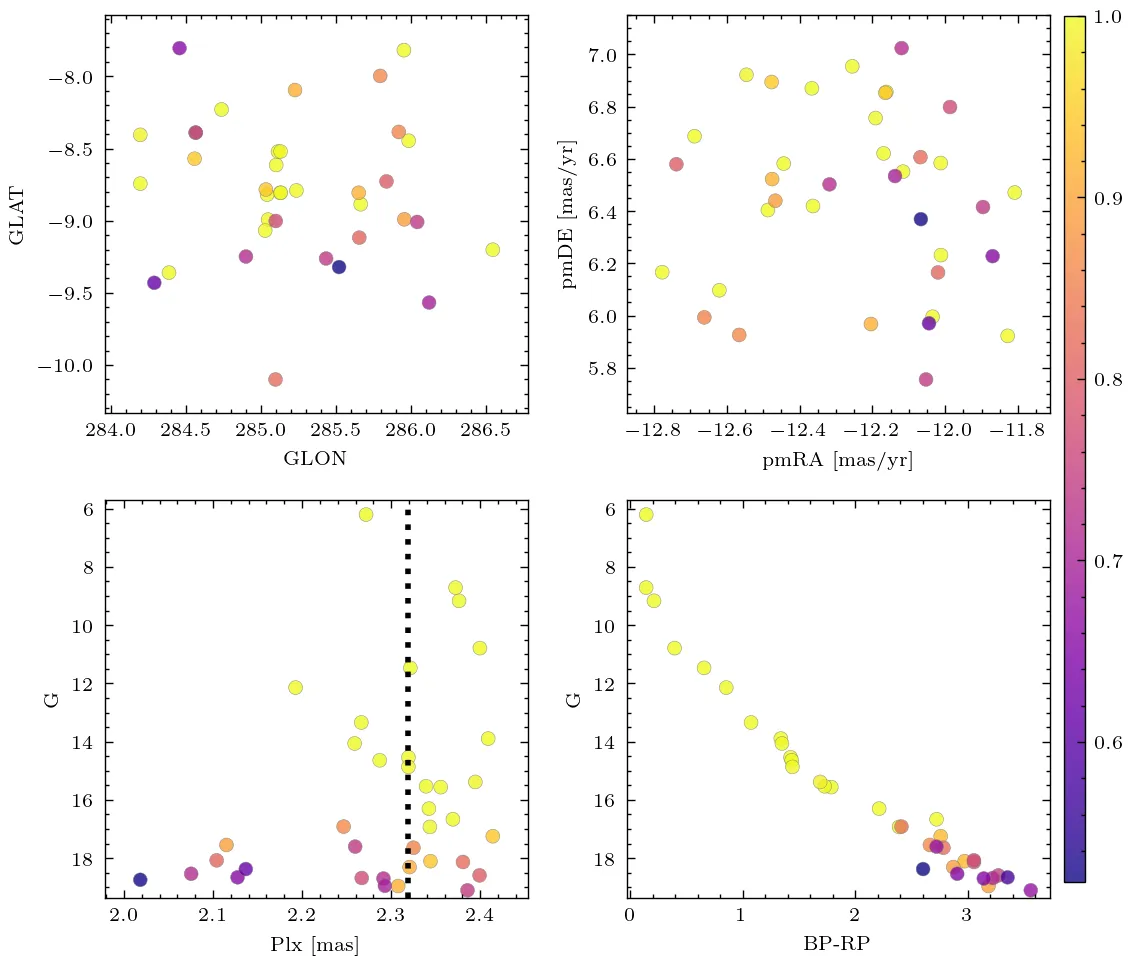 −8.0
−8.5
−9.0
−9.5
−10.0
GLAT
284.0 284.5 285.0 285.5 286.0 286.5
GLON
7.0
6.8
6.6
6.4
6.2
6.0
5.8
pmDE [mas/yr]
−12.8 −12.6 −12.4 −12.2 −12.0 −11.8
pmRA [mas/yr]
1.0
0.9
0.8
0.7
0.6
6
8
10
12
14
16
18
G
2.0 2.1 2.2 2.3 2.4
Plx [mas]
6
8
10
12
14
16
18
G
0 1 2 3
BP-RP